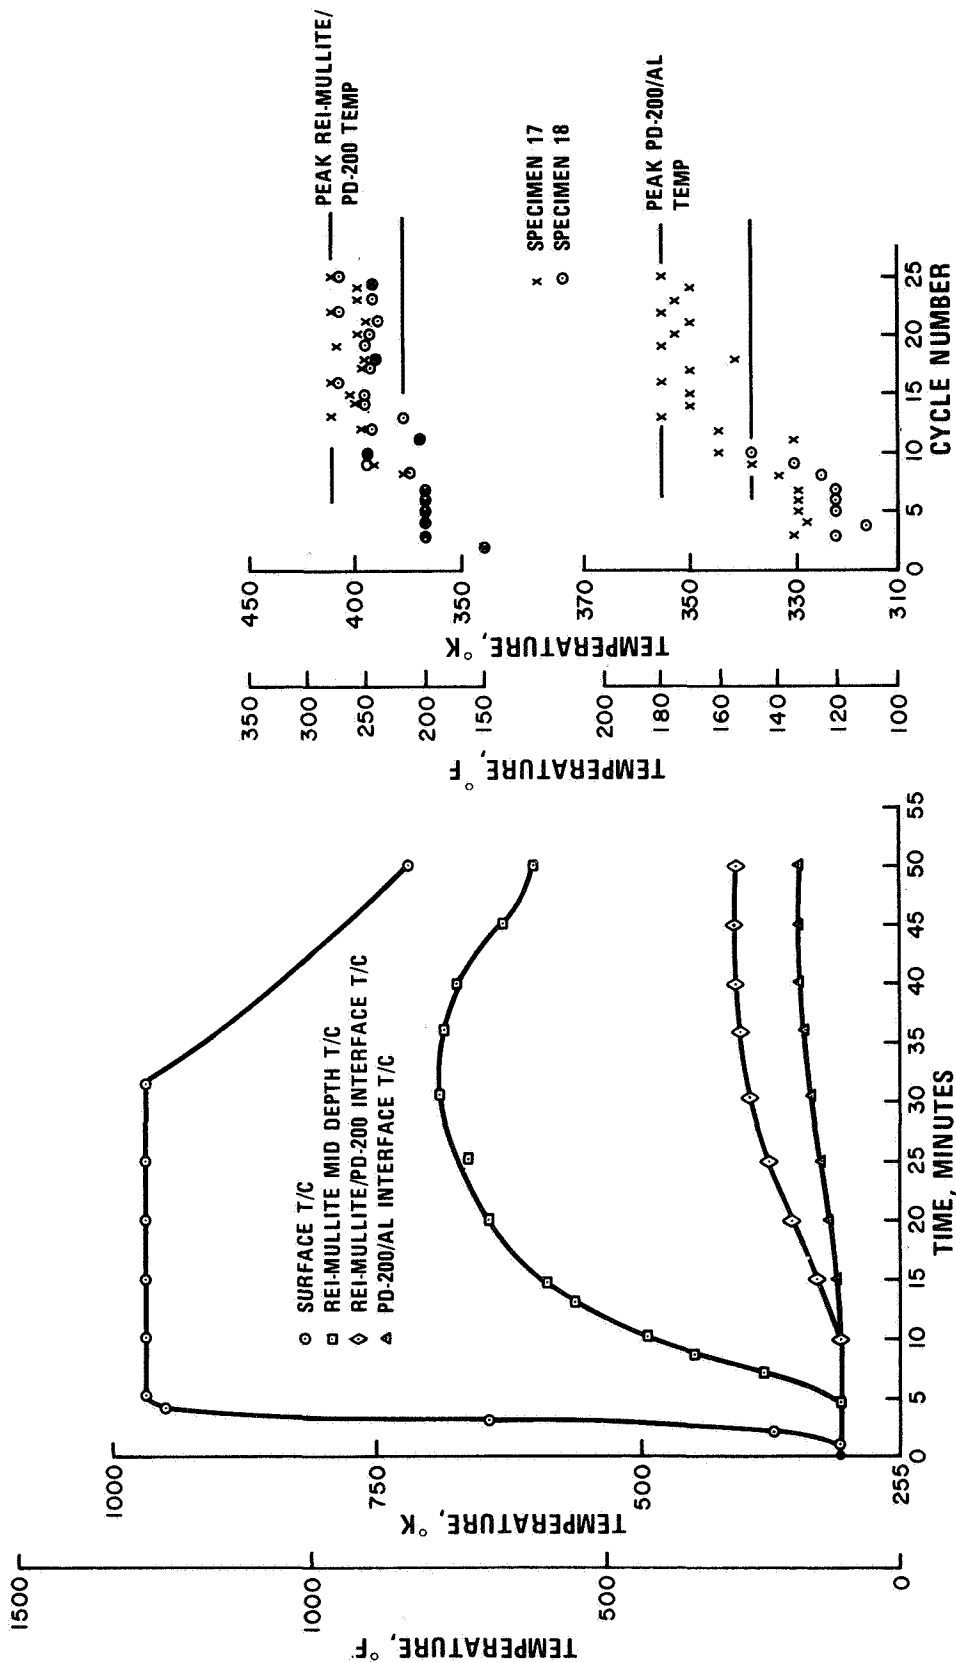 1500
1000
500
0
TEMPERATURE, °F
1000
750
500
255
TEMPERATURE, °K
SURFACE T/C
REI-MULLITE MID DEPTH T/C
REI-MULLITE/PD-200 INTERFACE T/C
PD-200/AL INTERFACE T/C
0 5 10 15 20 25 30 35 40 45 50 55
TIME, MINUTES
350
300
280
250
200
150
TEMPERATURE, °F
200
180
160
140
120
100
450
400
350
TEMPERATURE, °K
370
350
330
310
PEAK REI-MULLITE/
PD-200 TEMP
x SPECIMEN 17
SPECIMEN 18
PEAK PD-200/AL
TEMP
0 5 10 15 20 25
CYCLE NUMBER